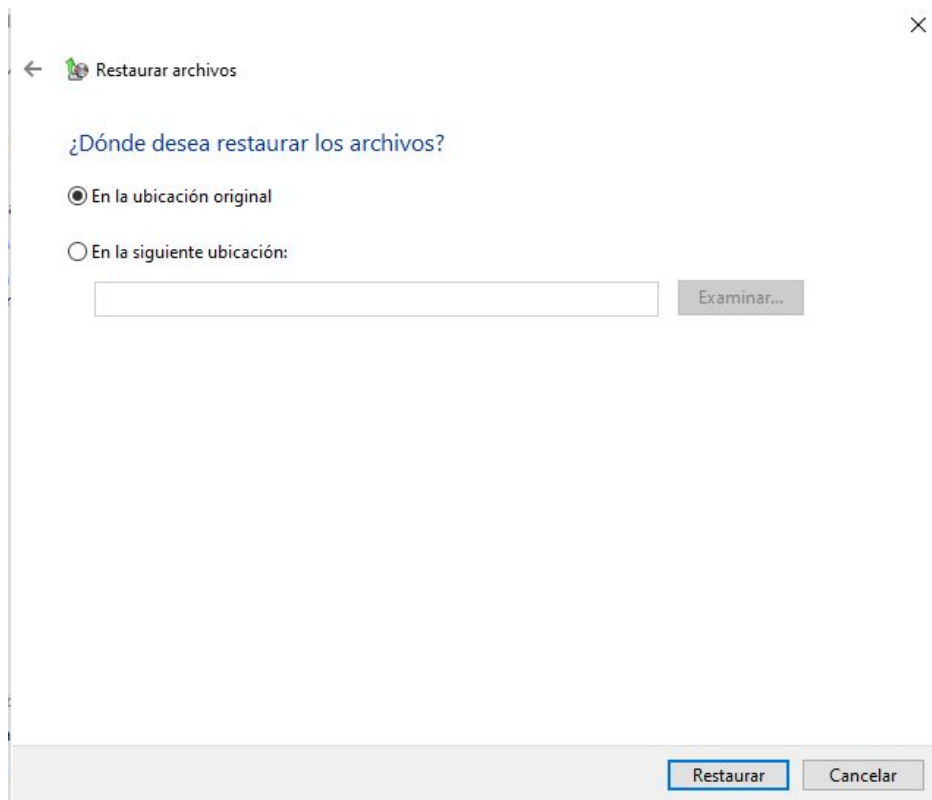 Restaurar archivos
¿Dónde desea restaurar los archivos?
En la ubicación original
En la siguiente ubicación:
Examinar...
Restaurar Cancelar